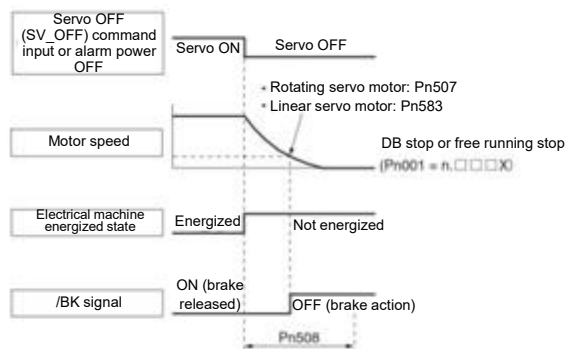 Servo OFF
(SV_OFF) command
input or alarm power
OFF
Servo ON
Servo OFF
• Rotating servo motor: Pn507
• Linear servo motor: Pn583
Motor speed
DB stop or free running stop
(Pn001 = n.□□□X)
Electrical machine
energized state
Energized
Not energized
/BK signal
ON (brake
released)
OFF (brake action)
Pn508